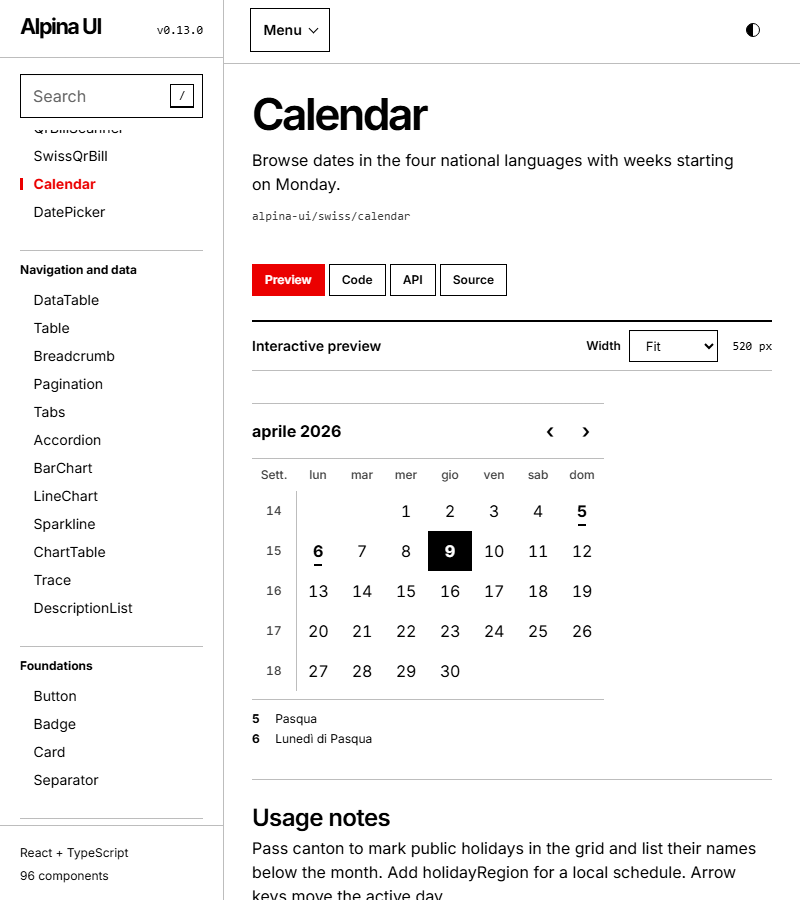 Alpina UI
v0.13.0
Menu
Search
/
SwissQrBill
Calendar
DatePicker
Navigation and data
DataTable
Table
Breadcrumb
Pagination
Tabs
Accordion
BarChart
LineChart
Sparkline
ChartTable
Trace
DescriptionList
Foundations
Button
Badge
Card
Separator
React + TypeScript
96 components
Calendar
Browse dates in the four national languages with weeks starting
on Monday.
alpina-ui/swiss/calendar
Preview Code API Source
Interactive preview
Width Fit 520 px
aprile 2026
Sett. lun mar mer gio ven sab dom
14 1 2 3 4 5
15 6 7 8 9 10 11 12
16 13 14 15 16 17 18 19
17 20 21 22 23 24 25 26
18 27 28 29 30
5 Pasqua
6 Lunedì di Pasqua
Usage notes
Pass canton to mark public holidays in the grid and list their names
below the month. Add holidayRegion for a local schedule. Arrow
keys move the active day